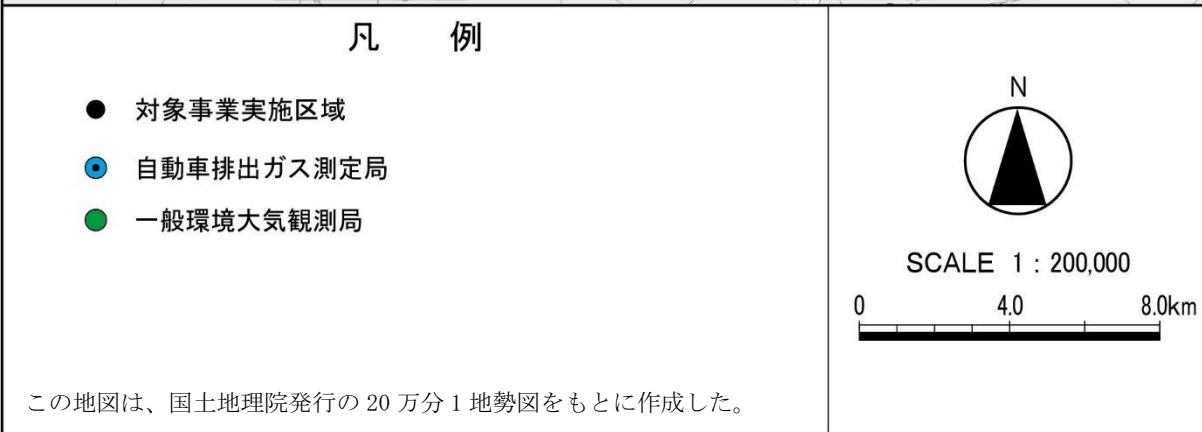 凡 例
対象事業実施区域
自動車排出ガス測定局
一般環境大気観測局
この地図は、国土地理院発行の 20 万分 1 地勢図をもとに作成した。
N
SCALE 1 : 200,000
0 4.0 8.0km